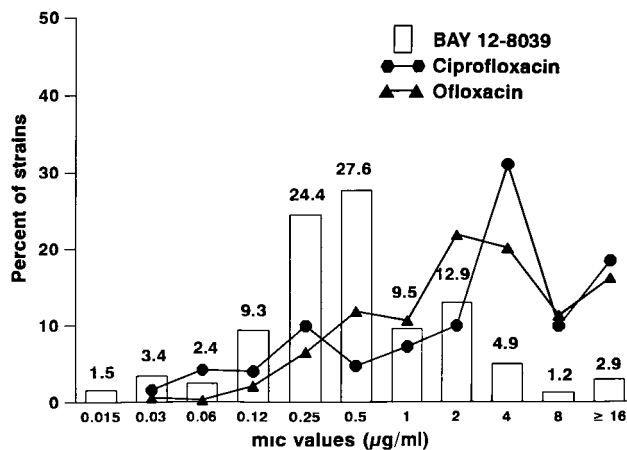 50
40
30
20
10
0
Percent of strains
BAY 12-8039
Ciprofloxacin
Ofloxacin
1.5
3.4
2.4
9.3
24.4
27.6
9.5
12.9
4.9
1.2
2.9
0.015 0.03 0.06 0.12 0.25 0.5 1 2 4 8 ≥ 16
mic values (µg/ml)